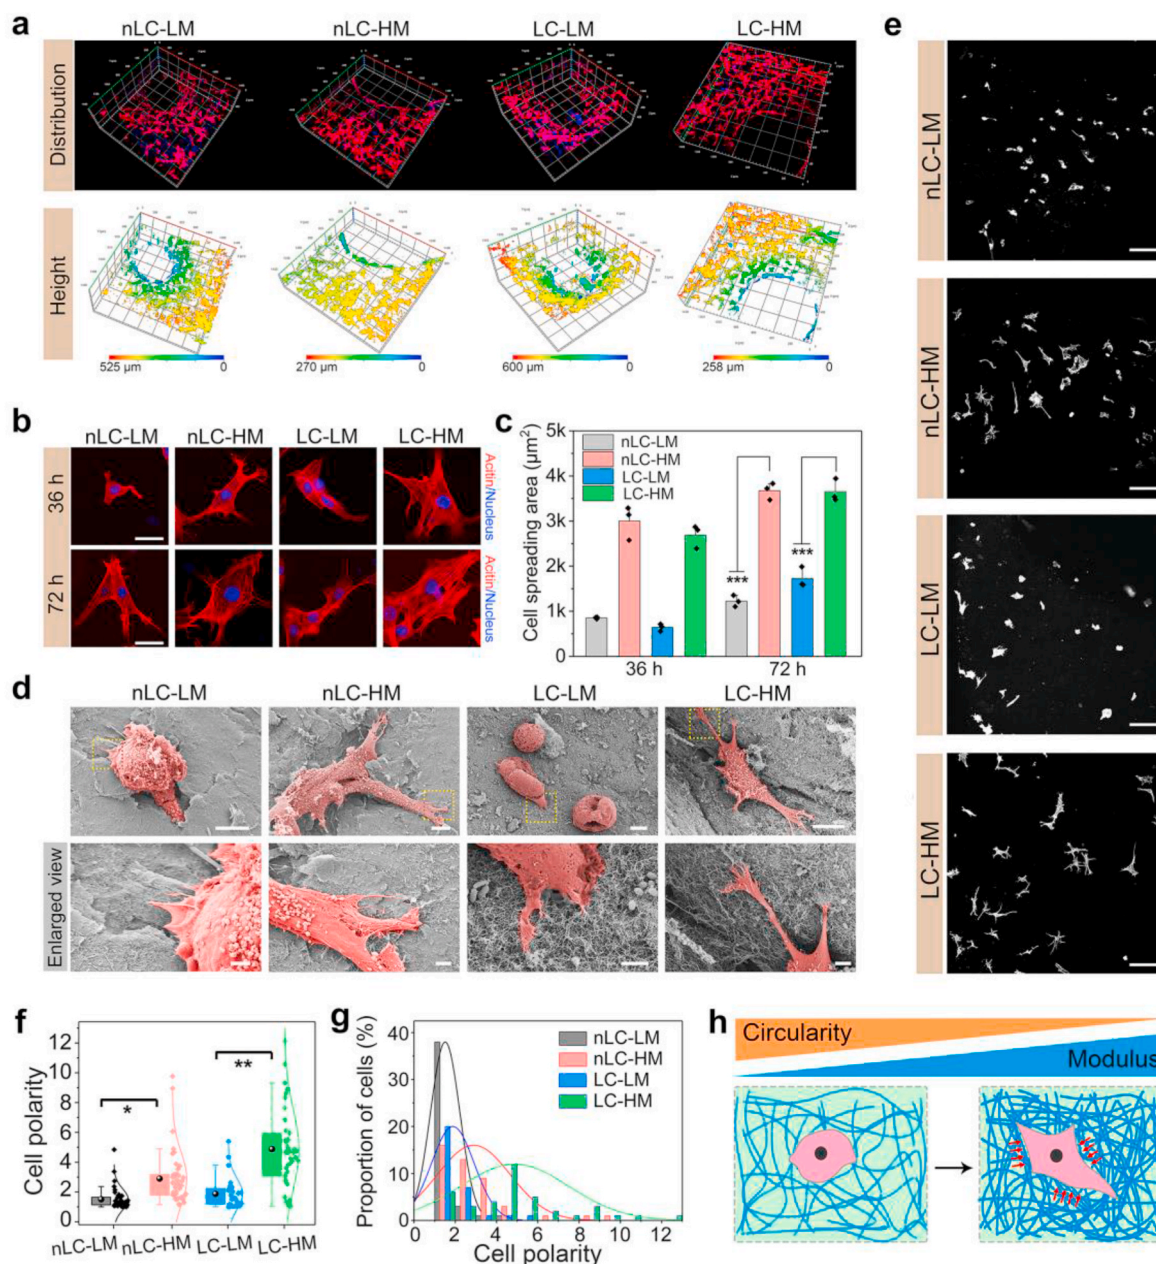 a
nLC-LM nLC-HM LC-LM LC-HM
Distribution
Height
525 µm 0 270 µm 0 600 µm 0 258 µm 0
b
nLC-LM nLC-HM LC-LM LC-HM
36 h
Acitin/Nucleus
72 h
Acitin/Nucleus
c
Cell spreading area (µm²)
5k
4k
3k
2k
1k
0
nLC-LM
nLC-HM
LC-LM
LC-HM
***
***
36 h 72 h
d
nLC-LM nLC-HM LC-LM LC-HM
Enlarged view
e
nLC-LM
nLC-HM
LC-LM
LC-HM
f
Cell polarity
12
10
8
6
4
2
0
*
**
nLC-LM nLC-HM LC-LM LC-HM
g
Proportion of cells (%)
40
30
20
10
0
nLC-LM
nLC-HM
LC-LM
LC-HM
0 2 4 6 8 10 12
Cell polarity
h
Circularity
Modulus